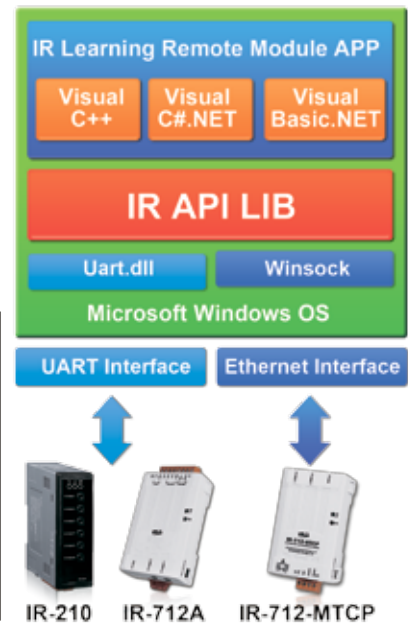 IR Learning Remote Module APP
Visual C++
Visual C#.NET
Visual Basic.NET
IR API LIB
Uart.dll
Winsock
Microsoft Windows OS
UART Interface
Ethernet Interface
IR-210
IR-712A
IR-712-MTCP